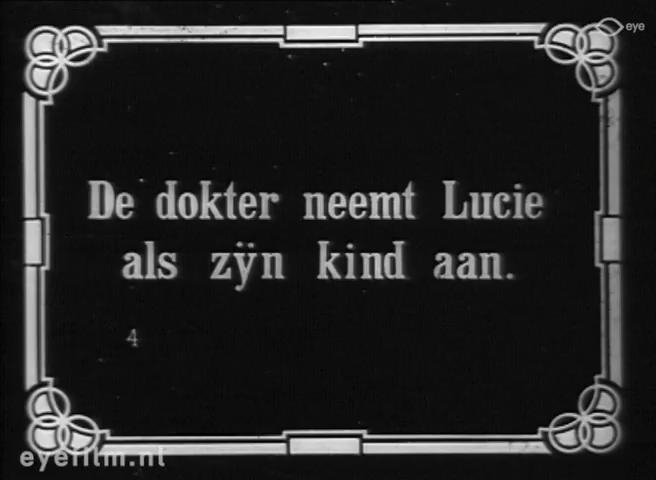 eye
De dokter neemt Lucie
als zÿn kind aan.
4
eyefilm.nl